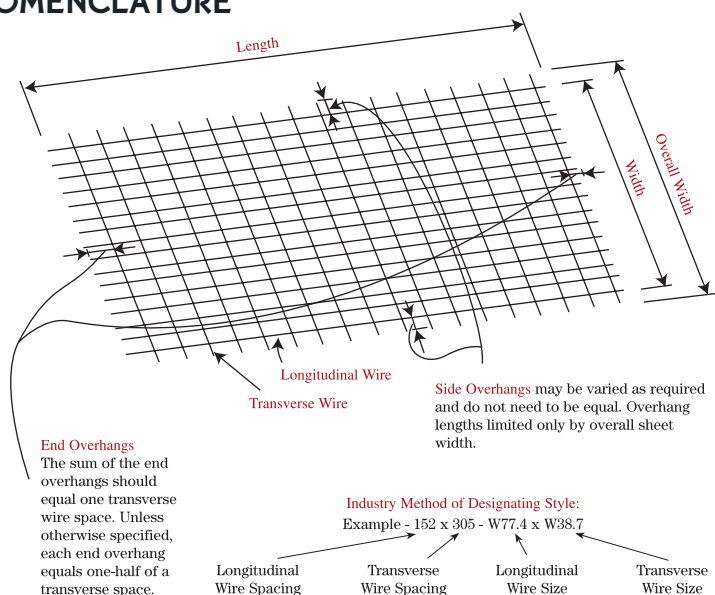 OMENCLATURE
Length
Width
Overall Width
Longitudinal Wire
Transverse Wire
Side Overhangs may be varied as required
and do not need to be equal. Overhang
lengths limited only by overall sheet
width.
End Overhangs
The sum of the end
overhangs should
equal one transverse
wire space. Unless
otherwise specified,
each end overhang
equals one-half of a
transverse space.
Industry Method of Designating Style:
Example - 152 x 305 - W77.4 x W38.7
Longitudinal
Wire Spacing
Transverse
Wire Spacing
Longitudinal
Wire Size
Transverse
Wire Size